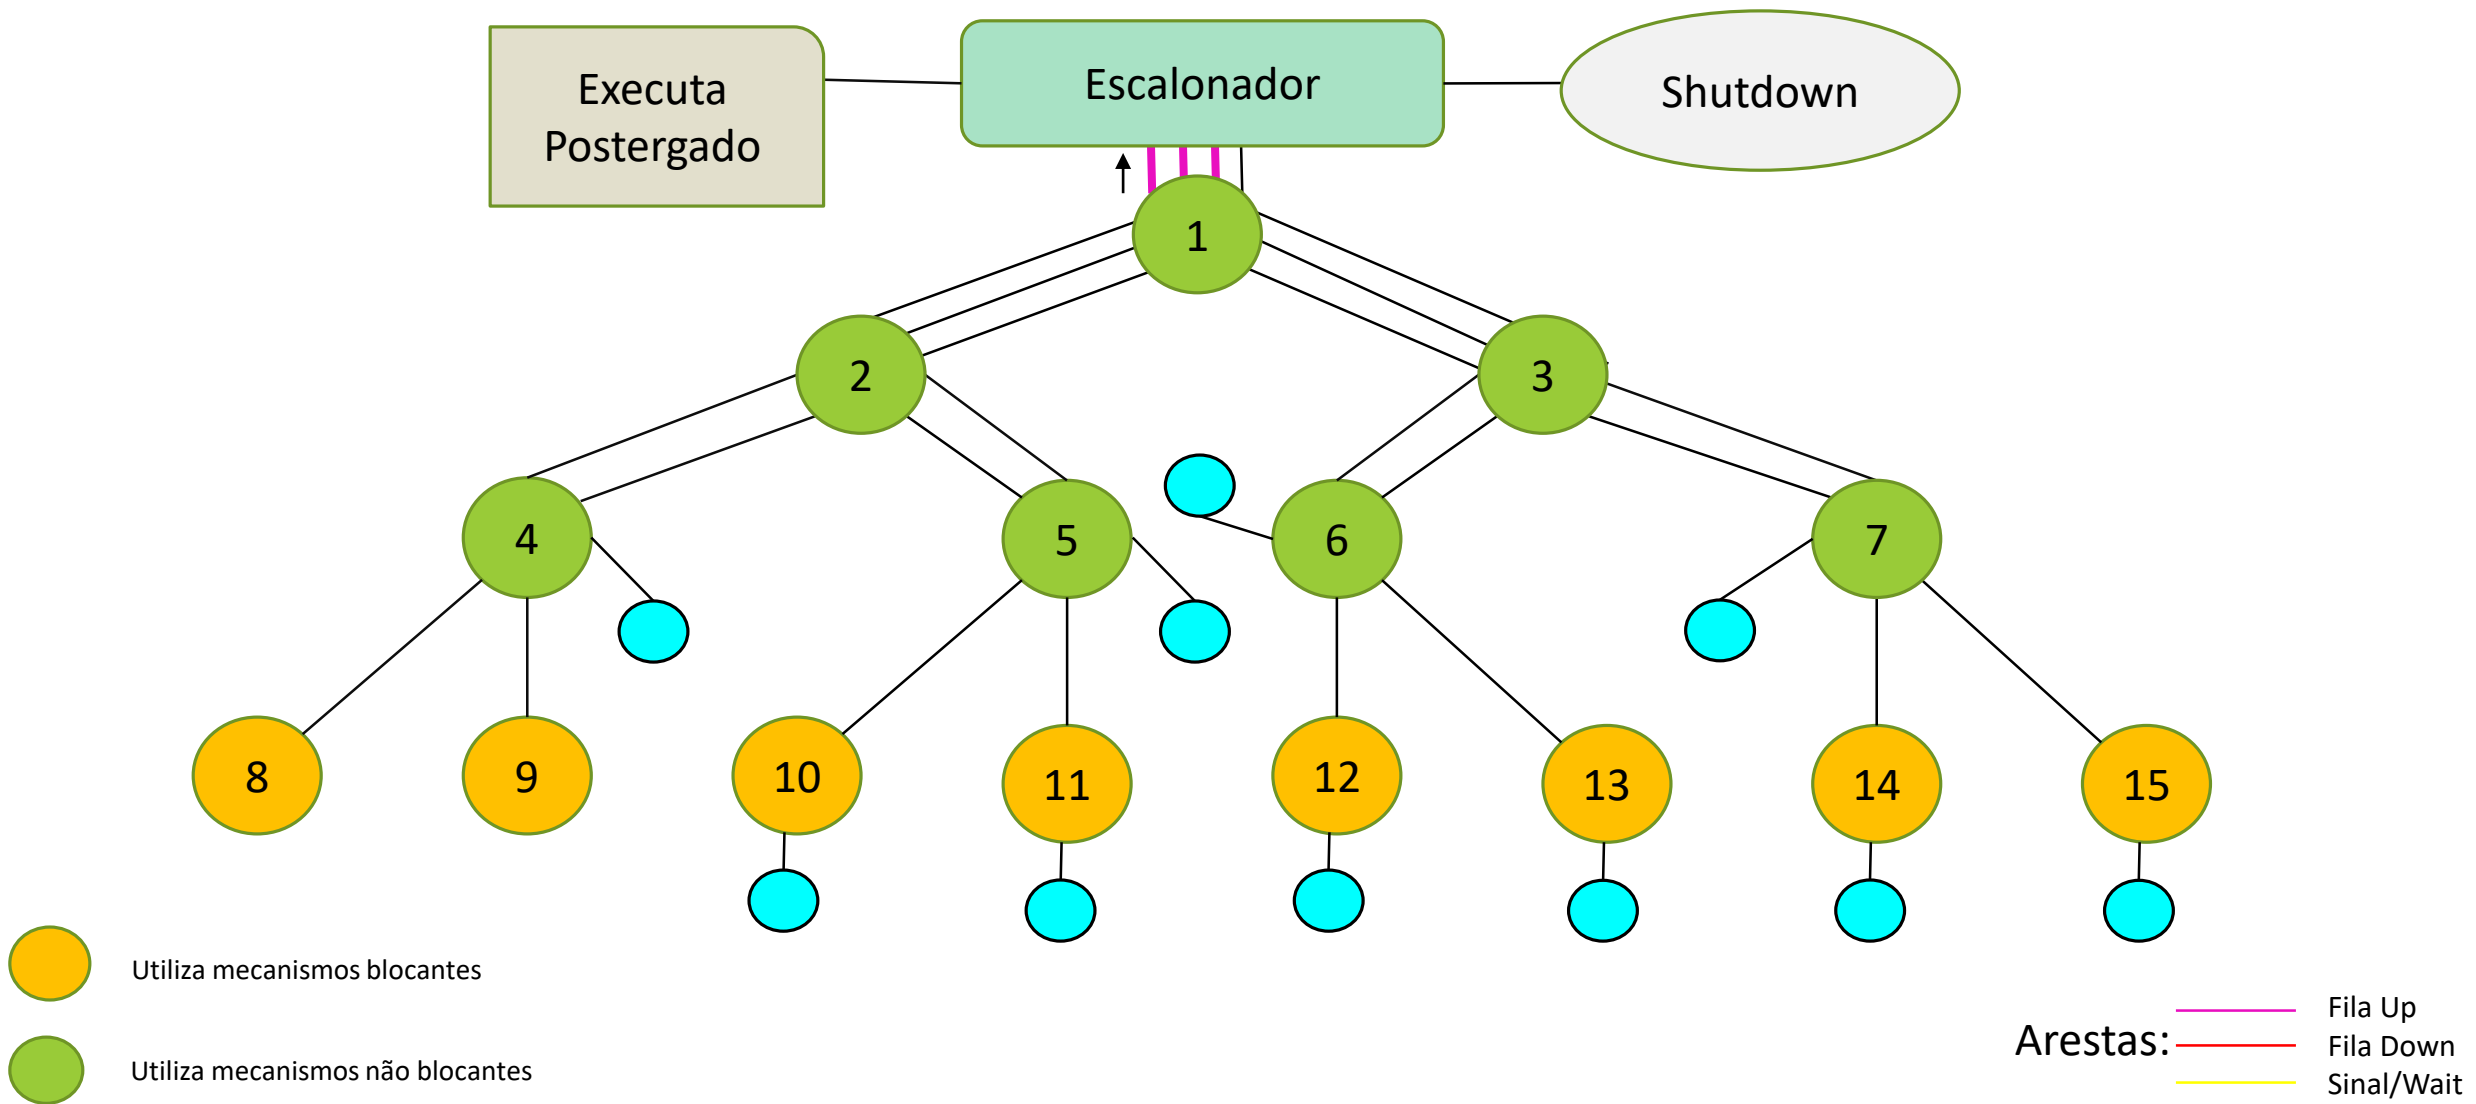 Executa
Postergado
Escalonador
Shutdown
1
2
3
4
5
6
7
8
9
10
11
12
13
14
15
Utiliza mecanismos blocantes
Utiliza mecanismos não blocantes
Arestas:
Fila Up
Fila Down
Sinal/Wait